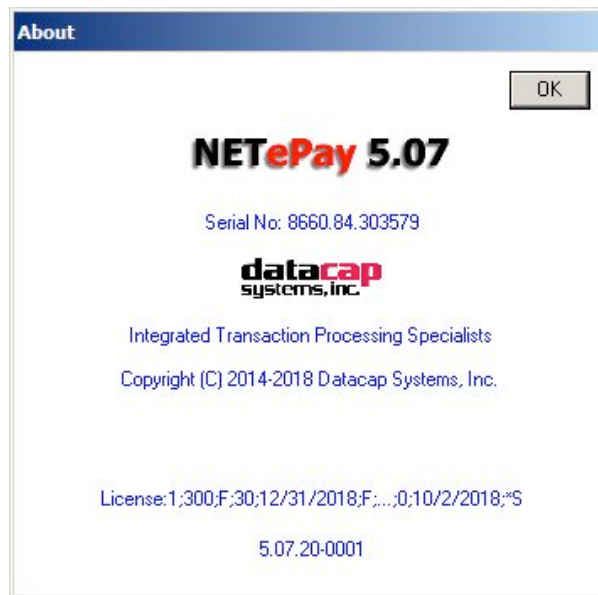 About
OK
NETePay 5.07
Serial No: 8660.84.303579
datacap
systems,inc.
Integrated Transaction Processing Specialists
Copyright (C) 2014-2018 Datacap Systems, Inc.
License:1;300;F;30;12/31/2018;F;...;0;10/2/2018;*S
5.07.20-0001